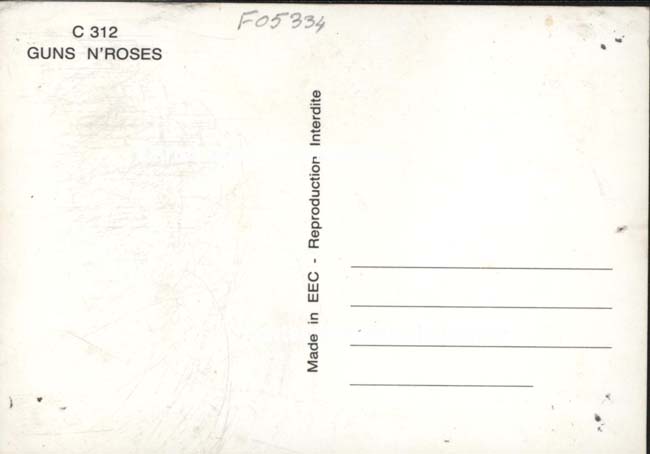 C 312
GUNS N'ROSES
F05334
Made in EEC - Reproduction Interdite